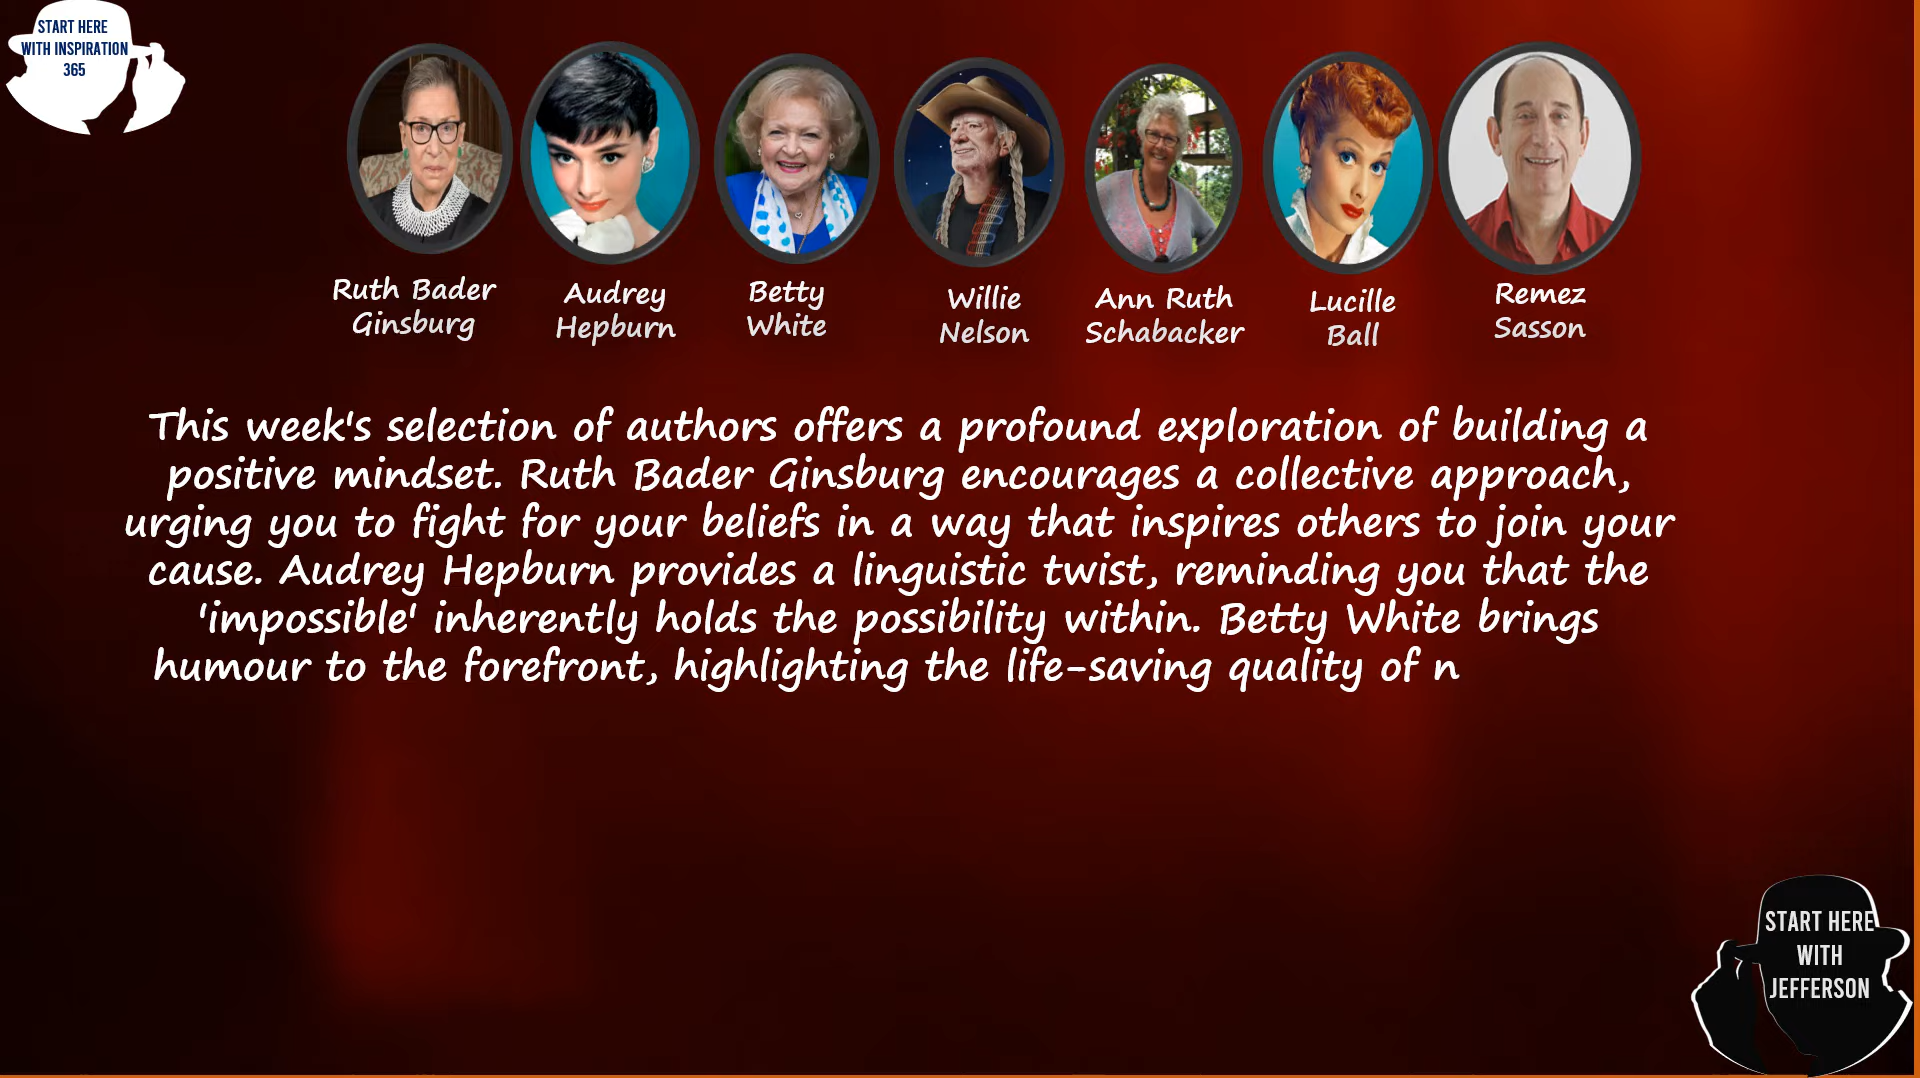 START HERE
WITH INSPIRATION
365
Ruth Bader
Ginsburg
Audrey
Hepburn
Betty
White
Willie
Nelson
Ann Ruth
Schabacker
Lucille
Ball
Remez
Sasson
This week's selection of authors offers a profound exploration of building a
positive mindset. Ruth Bader Ginsburg encourages a collective approach,
urging you to fight for your beliefs in a way that inspires others to join your
cause. Audrey Hepburn provides a linguistic twist, reminding you that the
'impossible' inherently holds the possibility within. Betty White brings
humour to the forefront, highlighting the life-saving quality of n
START HERE
WITH
JEFFERSON